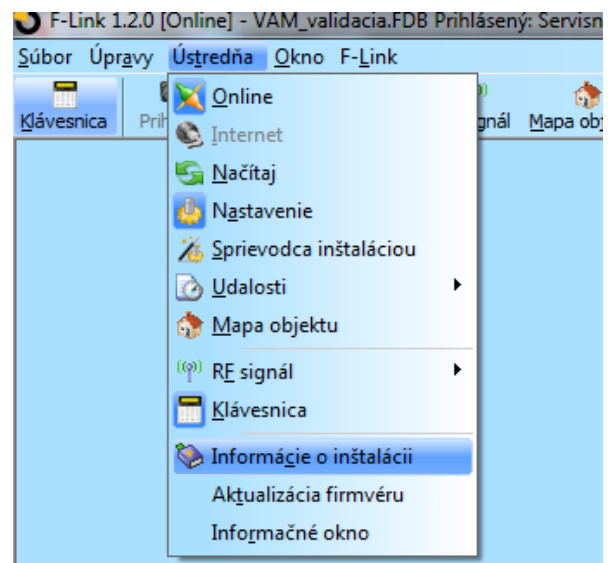 F-Link 1.2.0 [Online] - VAM_validacia.FDB Prihlásený: Servisn
Súbor Úpravy Ústredňa Okno F-Link
Klávesnica Prih gnál Mapa obj
Online
Internet
Načítaj
Nastavenie
Sprievodca inštaláciou
Udalosti
Mapa objektu
RF signál
Klávesnica
Informácie o inštalácii
Aktualizácia firmvéru
Informačné okno